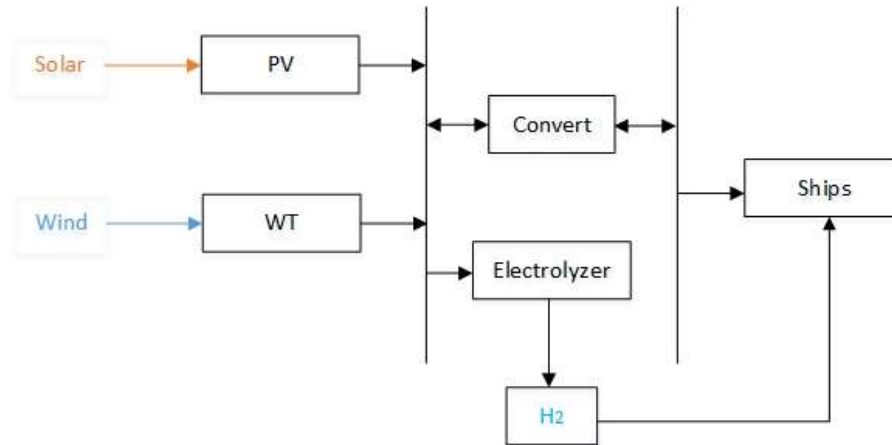 Solar
PV
Convert
Ships
Wind
WT
Electrolyzer
H2